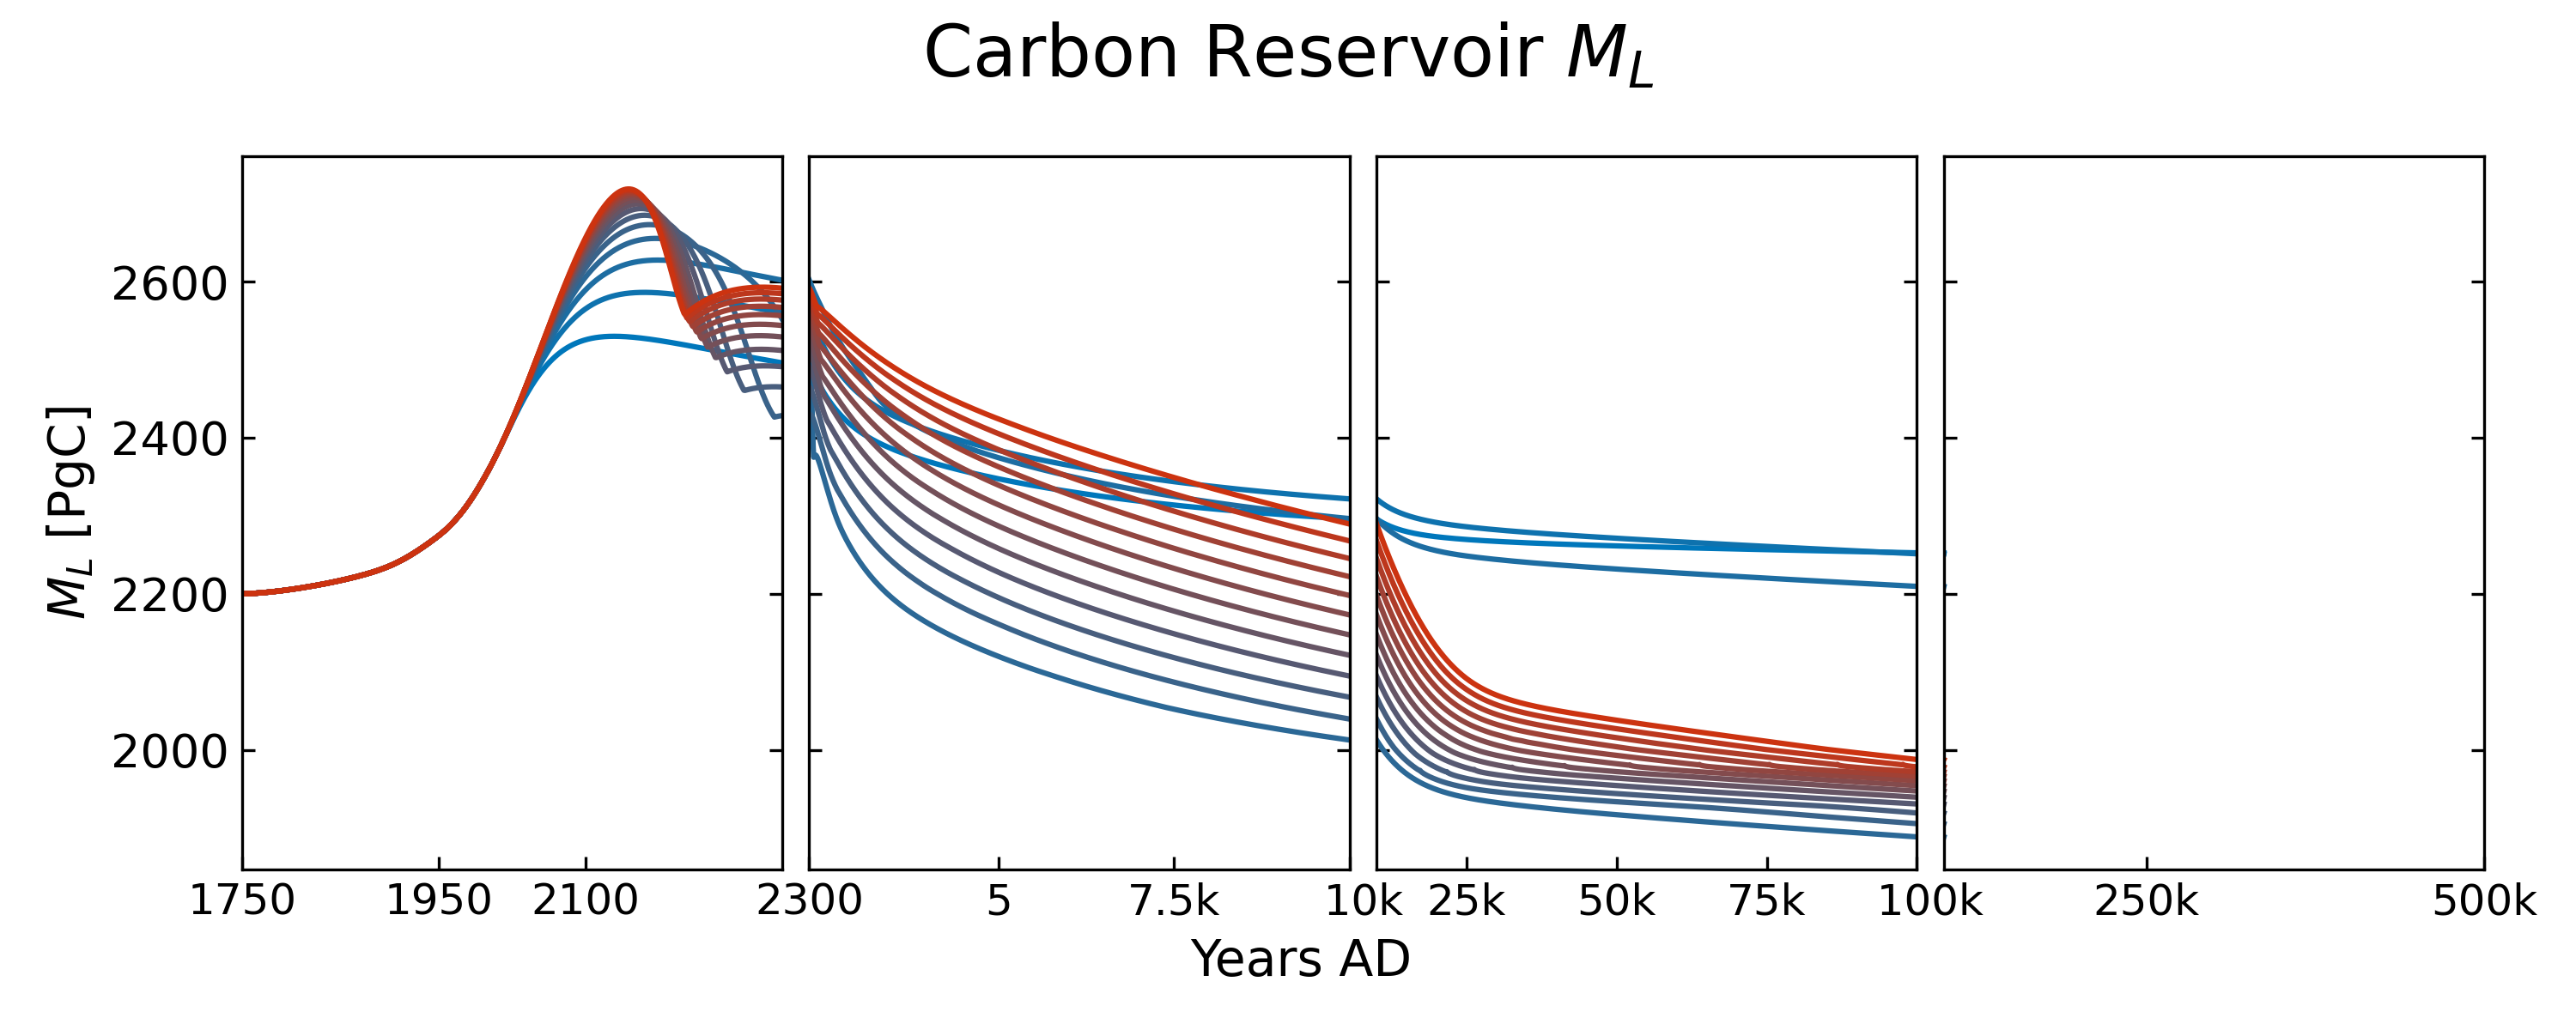 Carbon Reservoir M_L
M_L [PgC]
2600
2400
2200
2000
1750 1950 2100 2300 5 7.5k 10k 25k 50k 75k 100k 250k 500k
Years AD